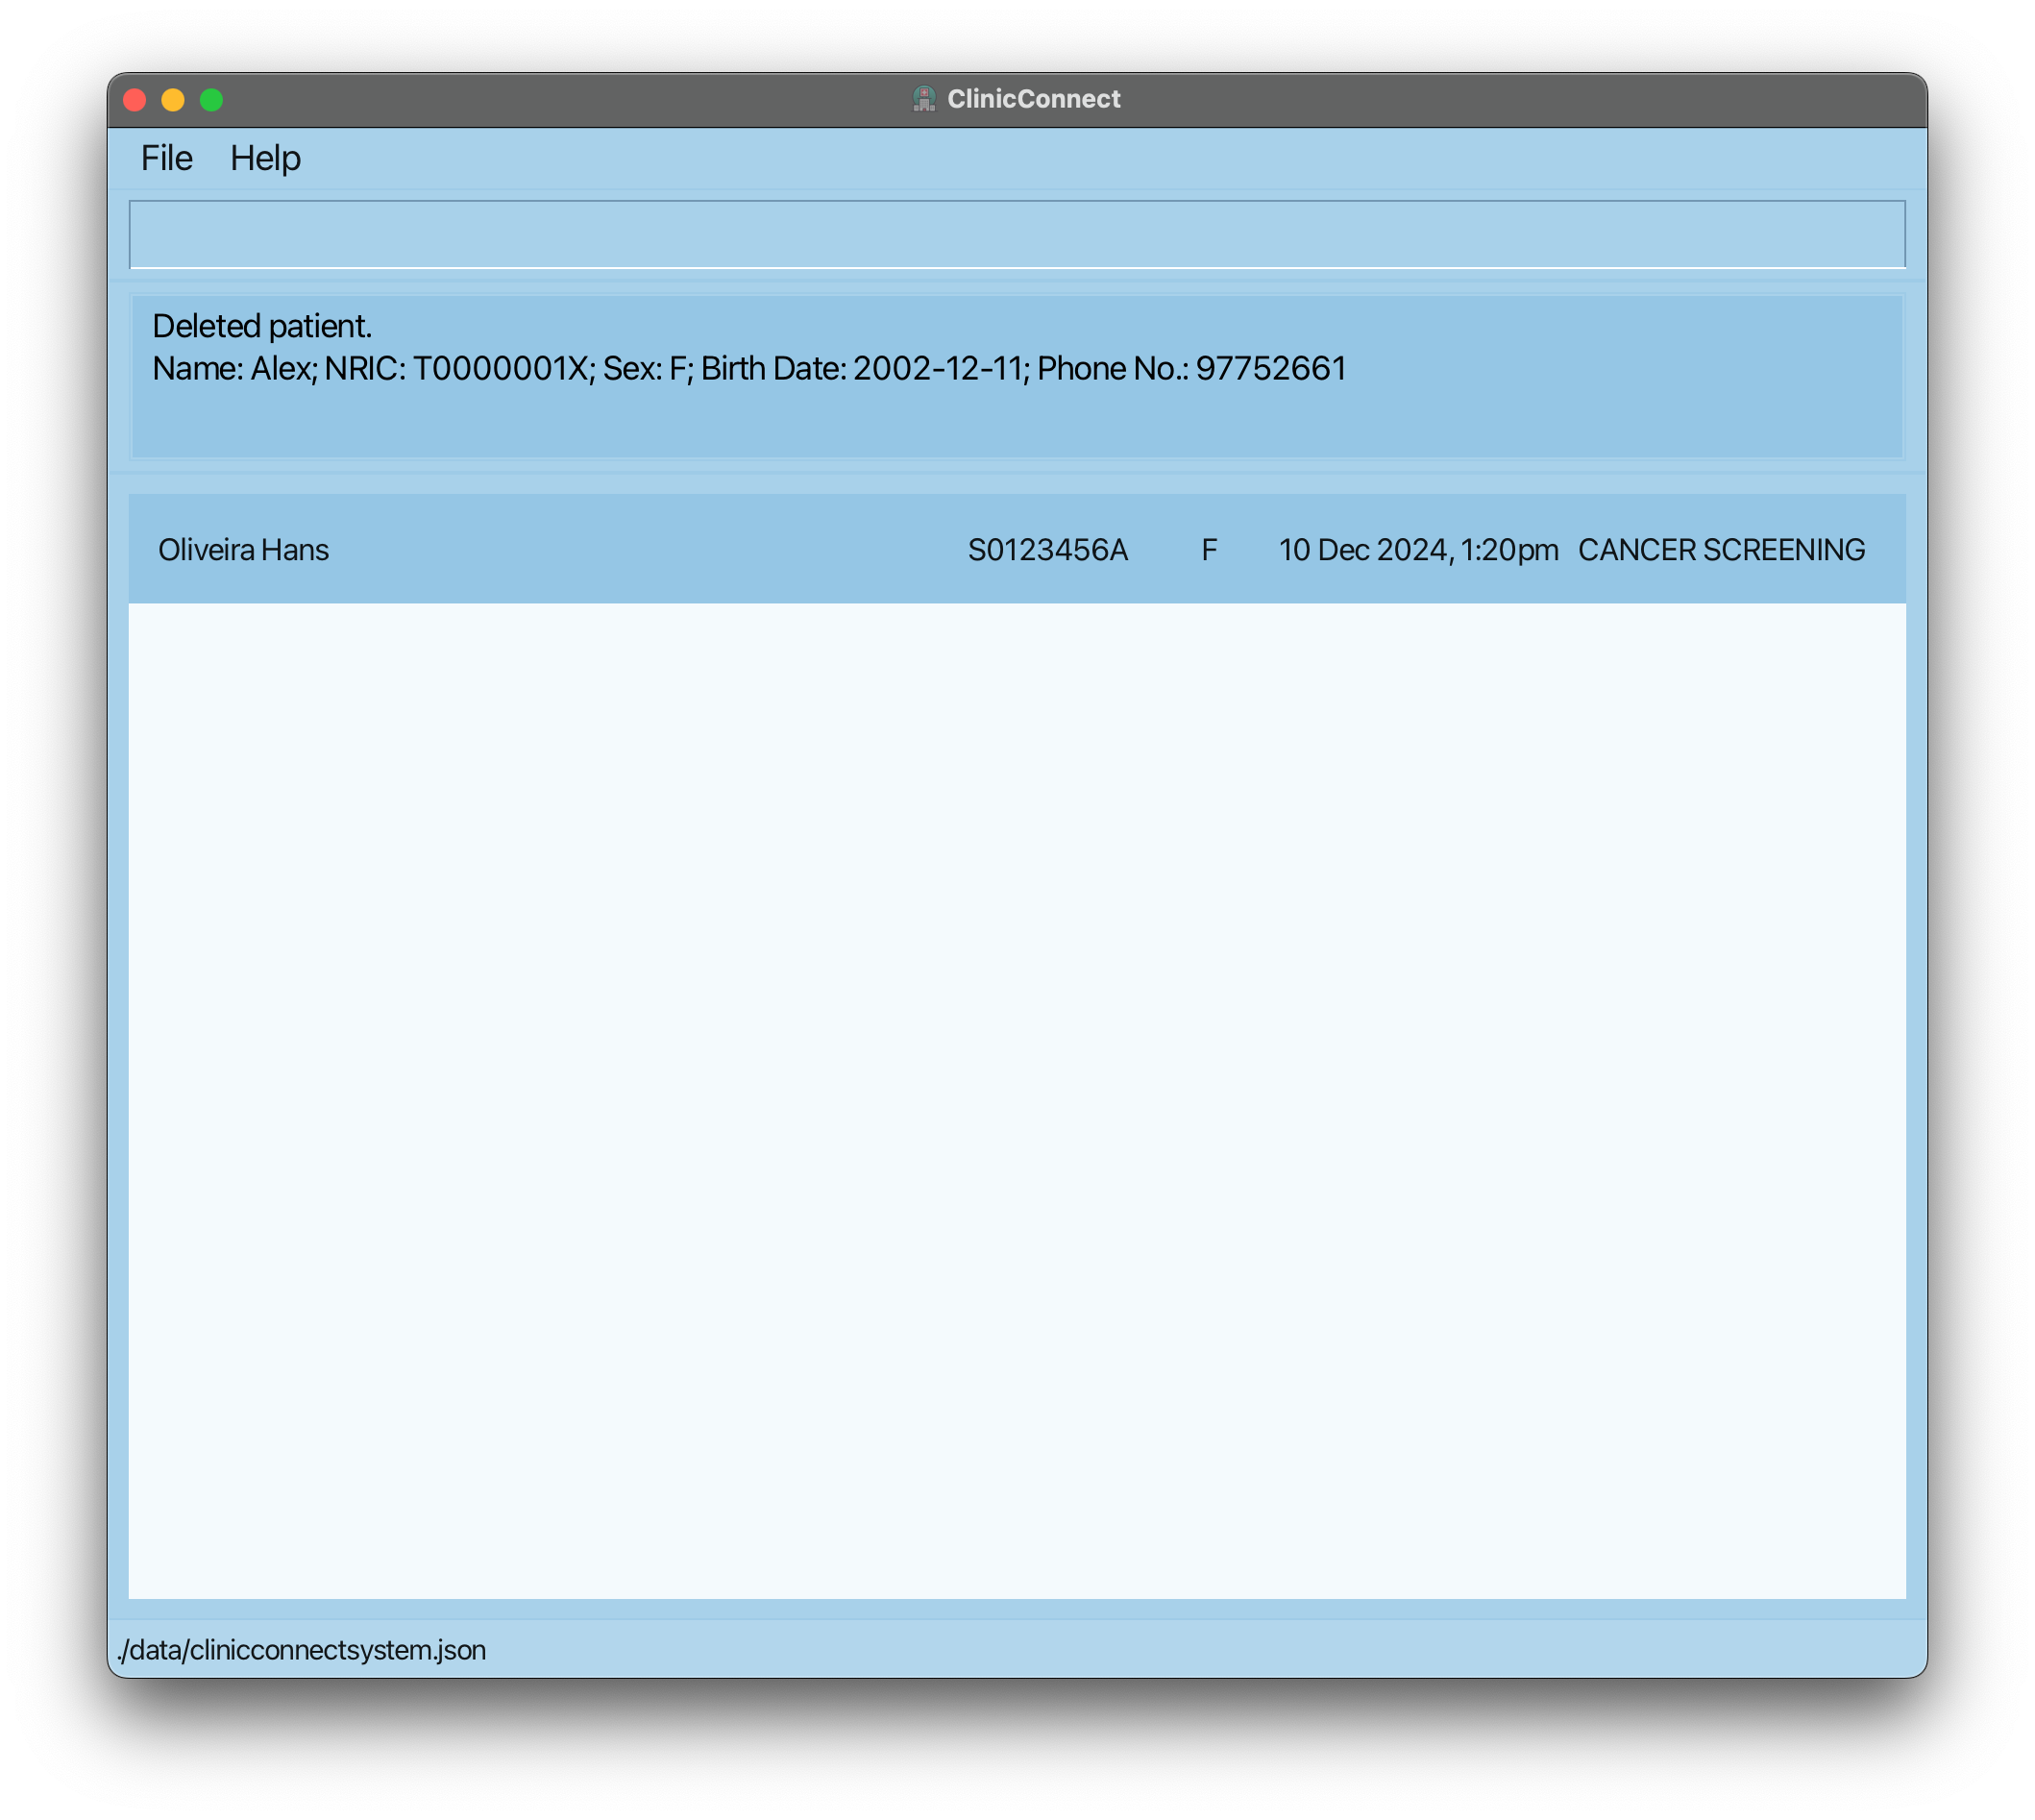 ClinicConnect
File Help
Deleted patient.
Name: Alex; NRIC: T0000001X; Sex: F; Birth Date: 2002-12-11; Phone No.: 97752661
Oliveira Hans S0123456A F 10 Dec 2024, 1:20pm CANCER SCREENING
./data/clinicconnectsystem.json